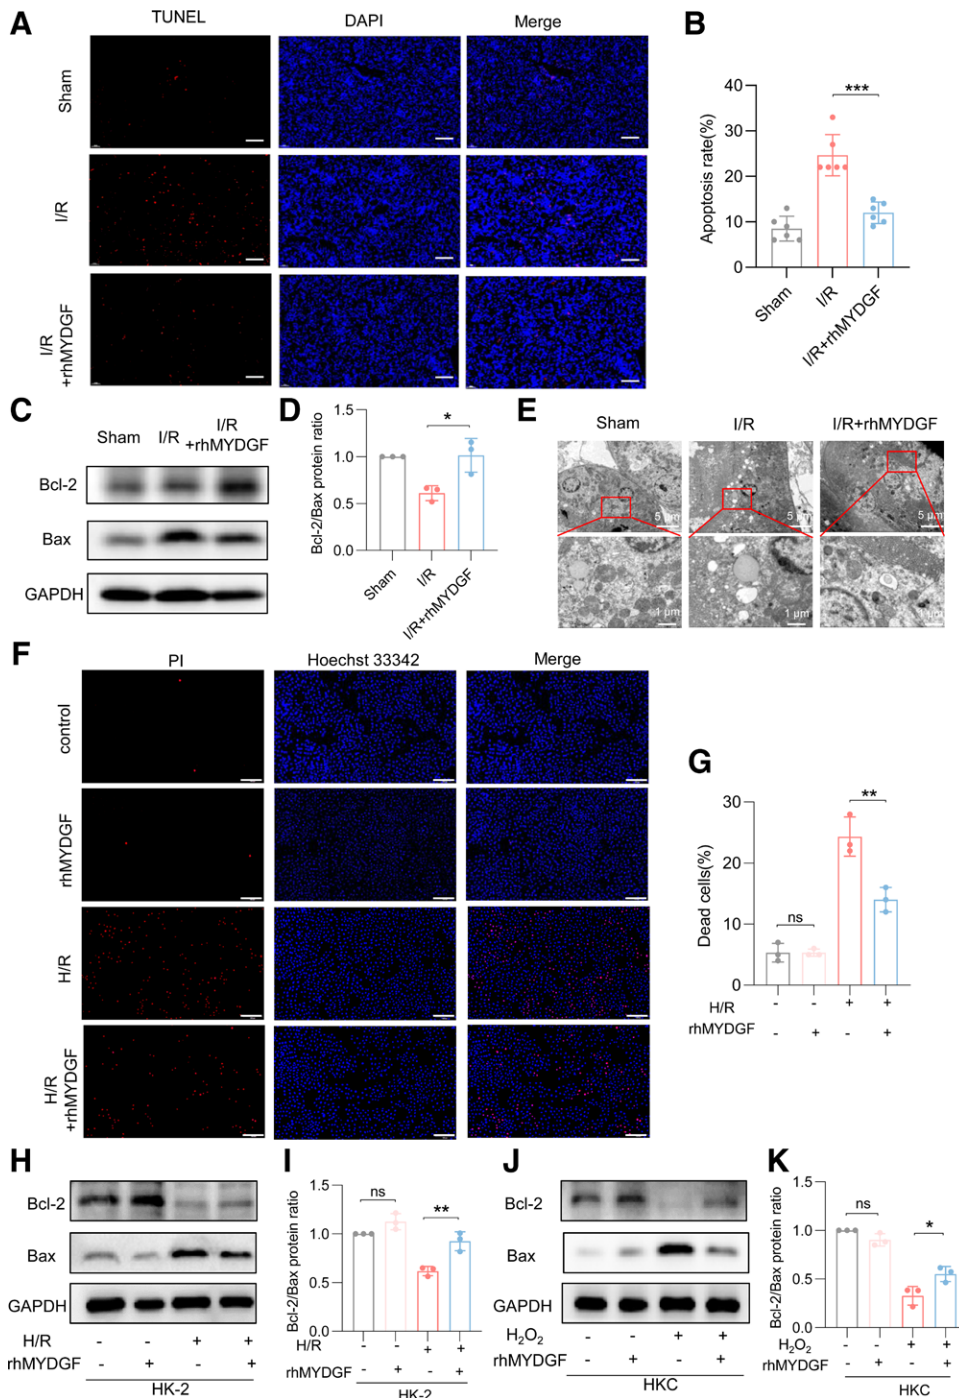 A
TUNEL
DAPI
Merge
Sham
I/R
I/R
+rhMYDGF
B
Apoptosis rate(%)
40
30
20
10
0
***
Sham
I/R
I/R+rhMYDGF
C
Sham
I/R
I/R
+rhMYDGF
Bcl-2
Bax
GAPDH
D
Bcl-2/Bax protein ratio
1.5
1.0
0.5
0.0
*
Sham
I/R
I/R+rhMYDGF
E
Sham
I/R
I/R+rhMYDGF
5 μm
5 μm
5 μm
1 μm
1 μm
1 μm
F
PI
Hoechst 33342
Merge
control
rhMYDGF
H/R
H/R
+rhMYDGF
G
Dead cells(%)
30
20
10
0
ns
**
H/R - - + +
rhMYDGF - + - +
H
Bcl-2
Bax
GAPDH
H/R - - + +
rhMYDGF - + - +
HK-2
I
Bcl-2/Bax protein ratio
1.5
1.0
0.5
0.0
ns
**
H/R - - + +
rhMYDGF - + - +
HK-2
J
Bcl-2
Bax
GAPDH
H₂O₂ - - + +
rhMYDGF - + - +
HKC
K
Bcl-2/Bax protein ratio
1.5
1.0
0.5
0.0
ns
*
H₂O₂ - - + +
rhMYDGF - + - +
HKC